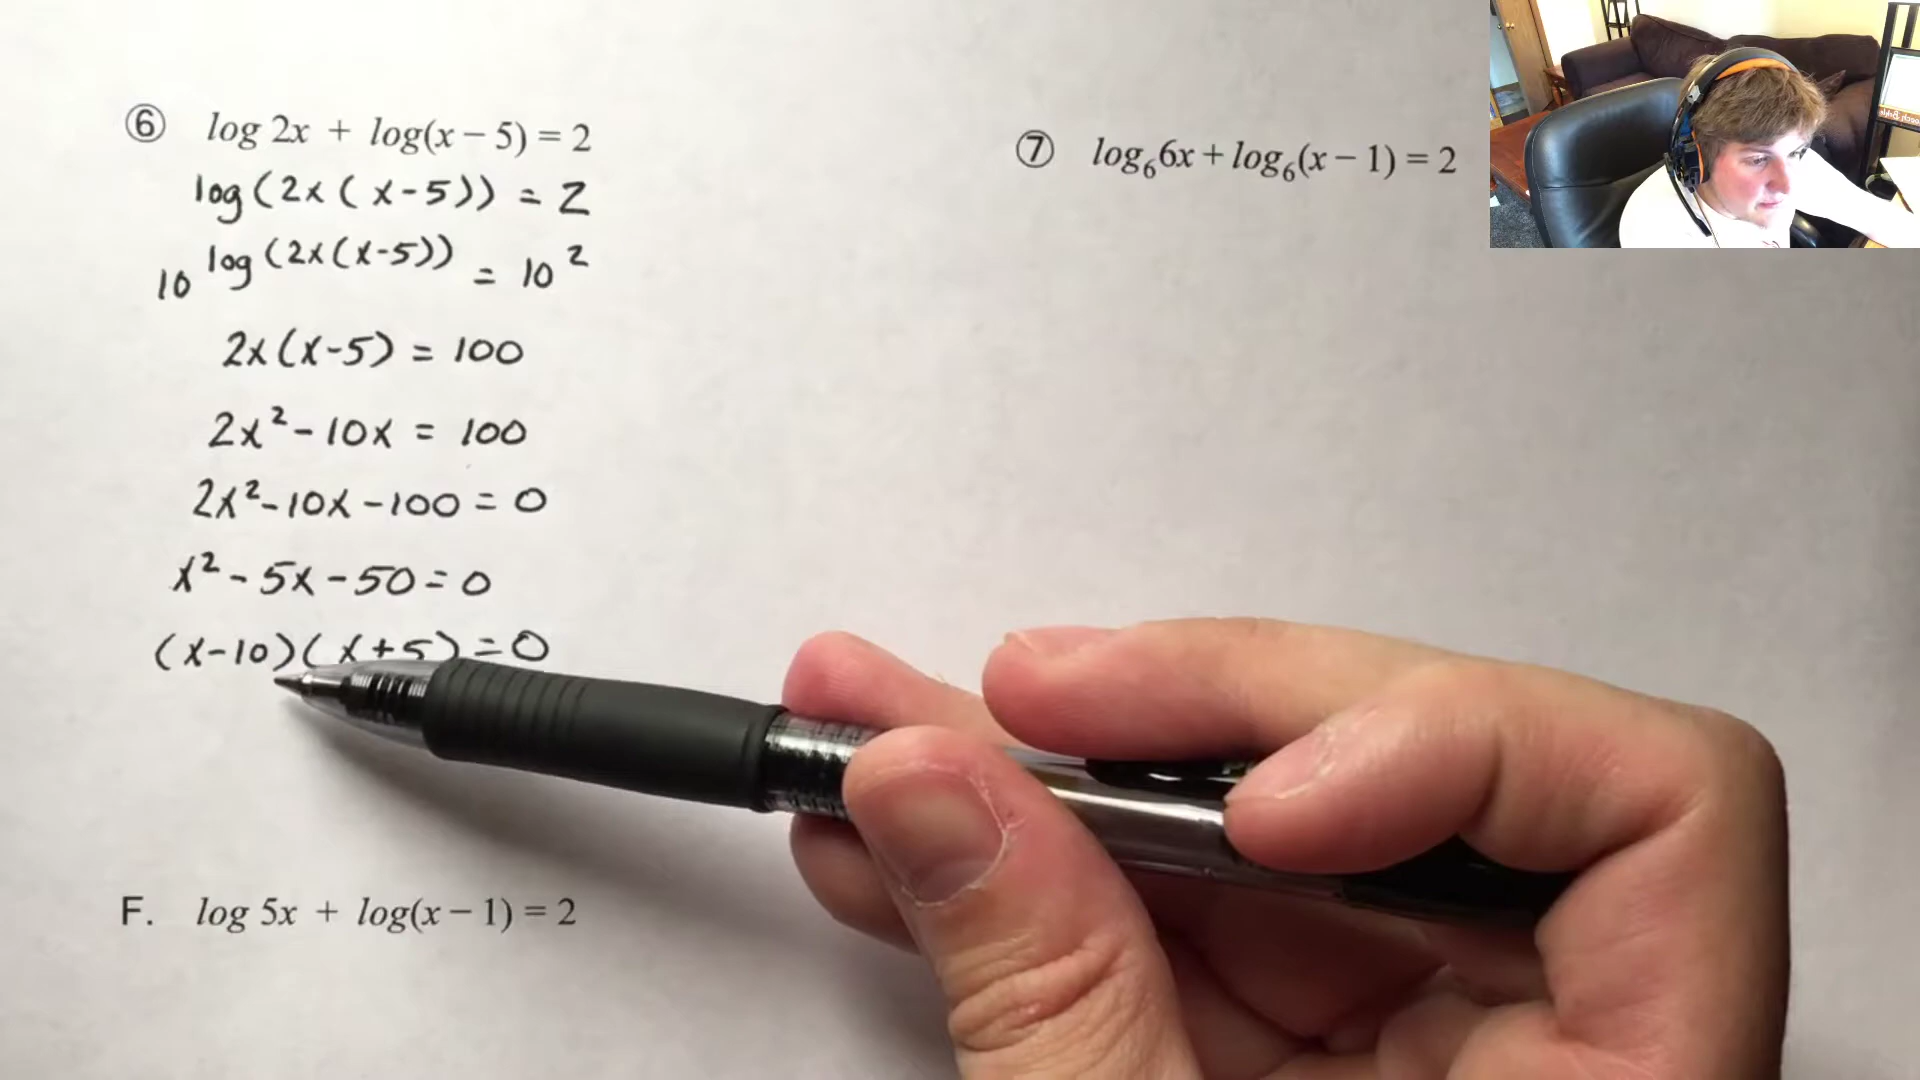 ⑥ log 2x + log(x − 5) = 2
log(2x(x-5)) = 2
10^log(2x(x-5)) = 10^2
2x(x-5) = 100
2x² - 10x = 100
2x² - 10x - 100 = 0
x² - 5x - 50 = 0
(x-10)(x+5) = 0
F. log 5x + log(x − 1) = 2
⑦ log₆6x + log₆(x − 1) = 2